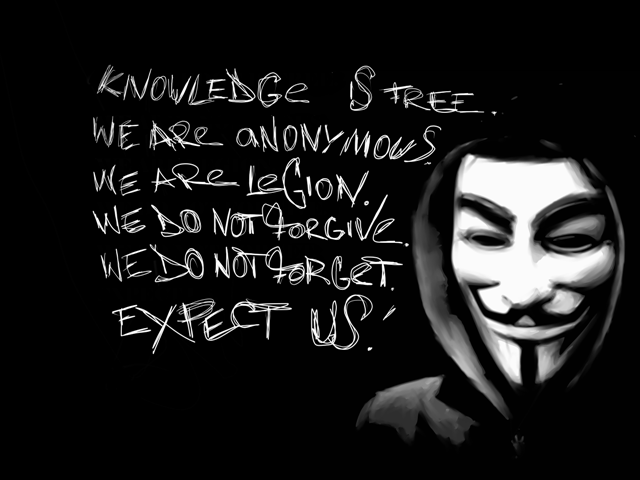 KNOWLEDGe IS FREE.
WE ARe aNONYMOUS.
WE ARe LeGION.
WE DO NOT FORGIVE.
WE DO NOT FORGeT.
EXPECT US!